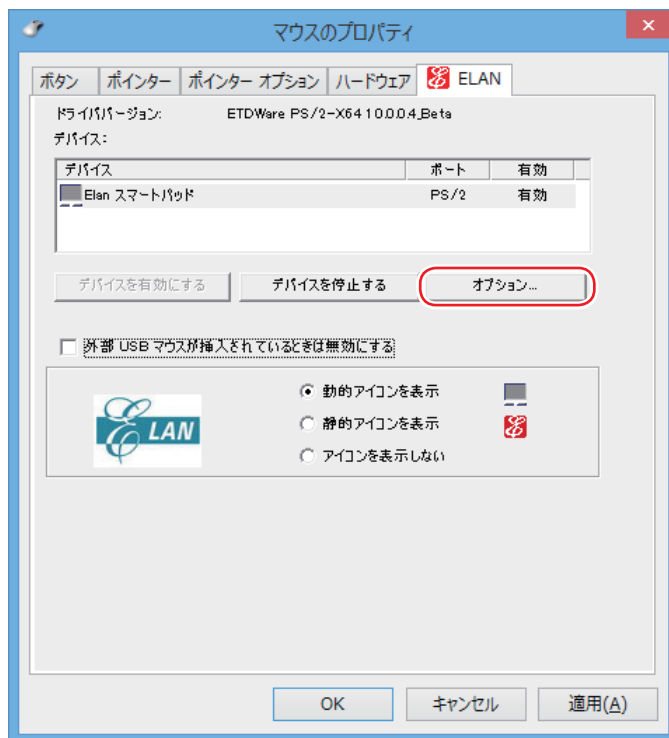 マウスのプロパティ
ボタン ポインター ポインター オプション ハードウェア ELAN
ドライババージョン: ETDWare PS/2-X64 10.0.0.4_Beta
デバイス:
デバイス ポート 有効
Elan スマートパッド PS/2 有効
デバイスを有効にする デバイスを停止する オプション...
外部 USB マウスが挿入されているときは無効にする
動的アイコンを表示
ELAN 静的アイコンを表示
アイコンを表示しない
OK キャンセル 適用(A)